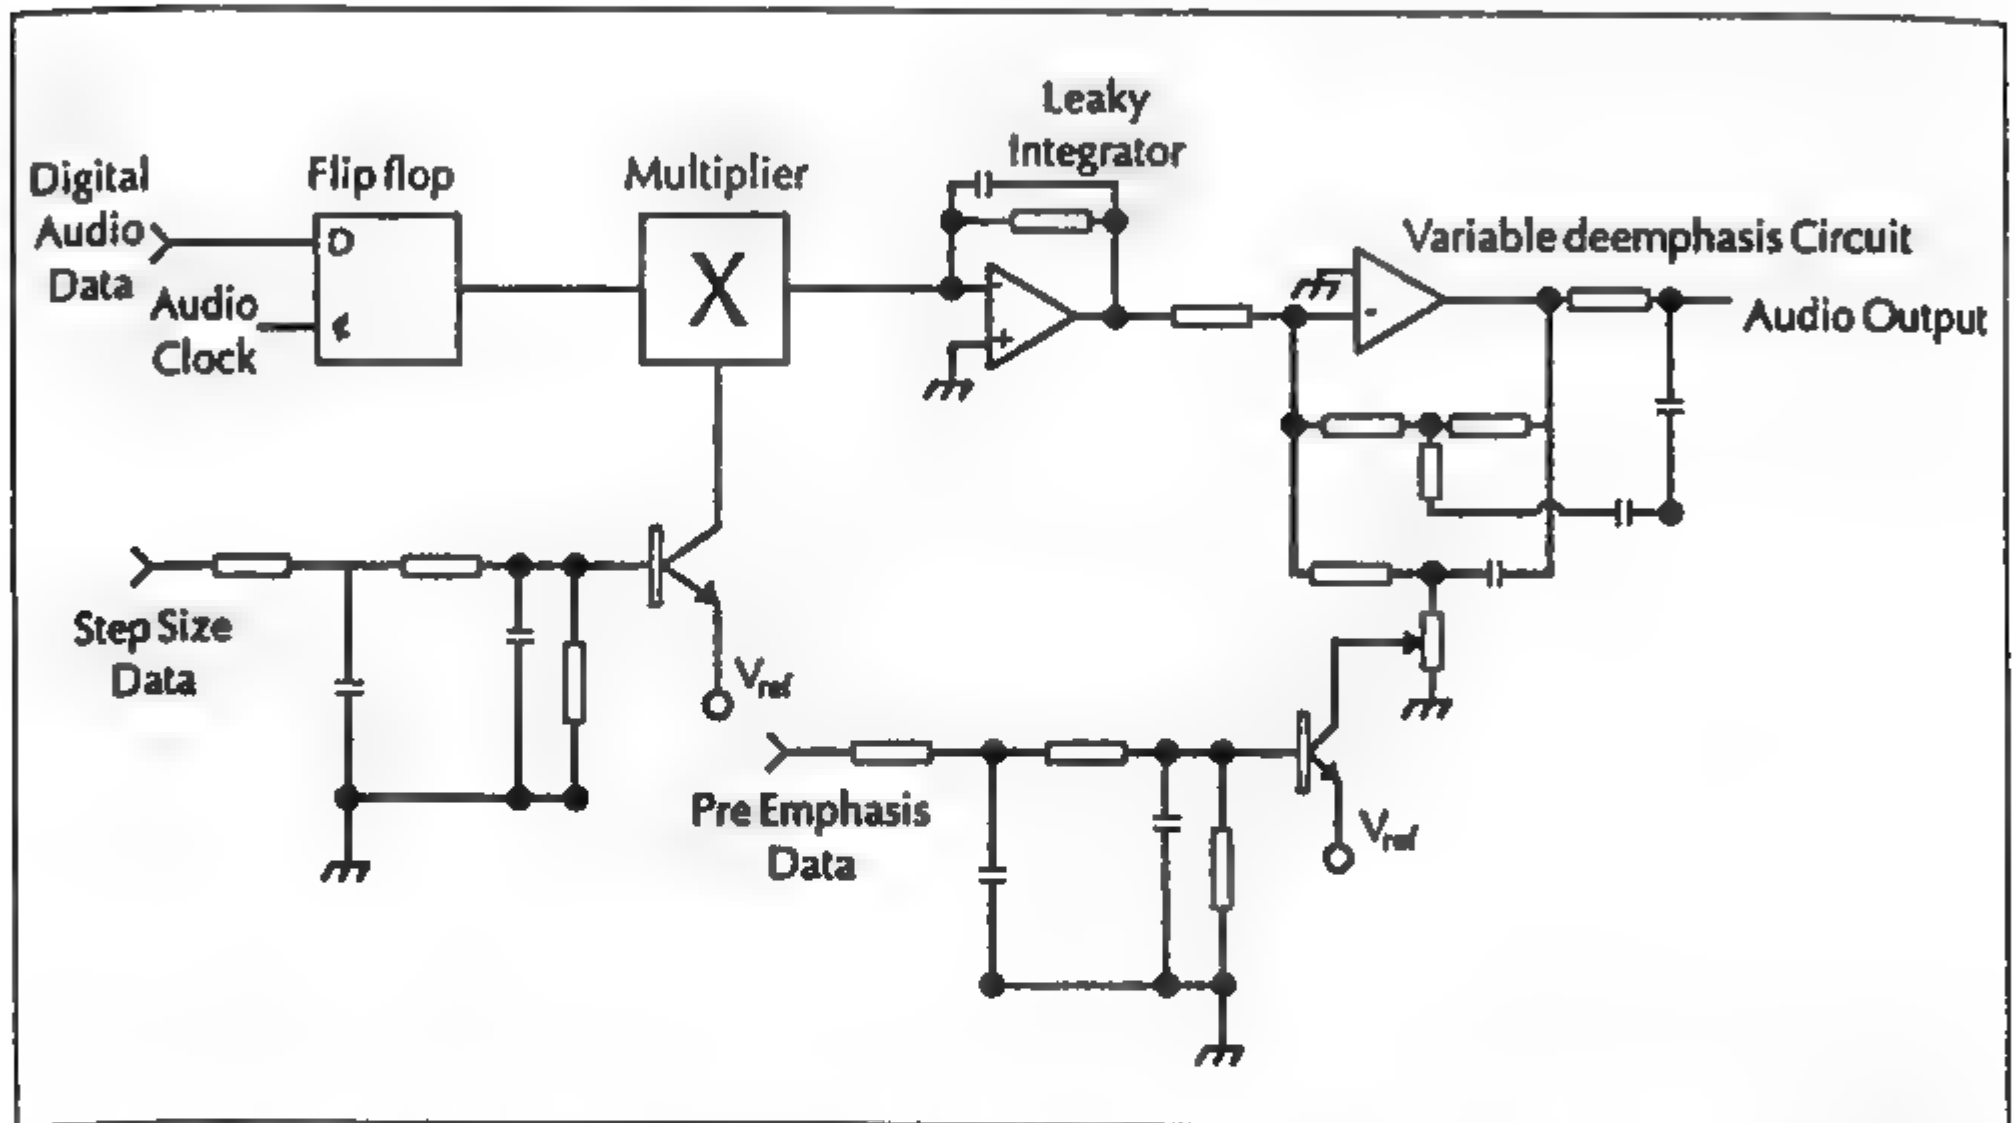 Leaky
Integrator
Digital
Audio
Data
Flip flop
Multiplier
Variable deemphasis Circuit
D
X
Audio
Clock
-
+
-
Audio Output
Step Size
Data
Vref
Pre Emphasis
Data
Vref